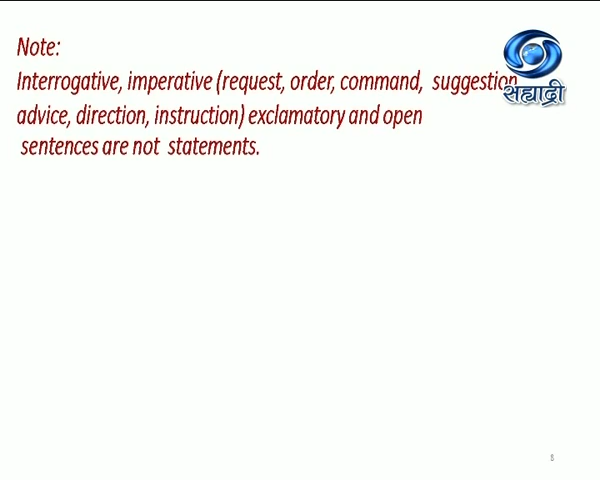 Note:
Interrogative, imperative (request, order, command, suggestion
advice, direction, instruction) exclamatory and open
sentences are not statements.
सह्याद्री
8